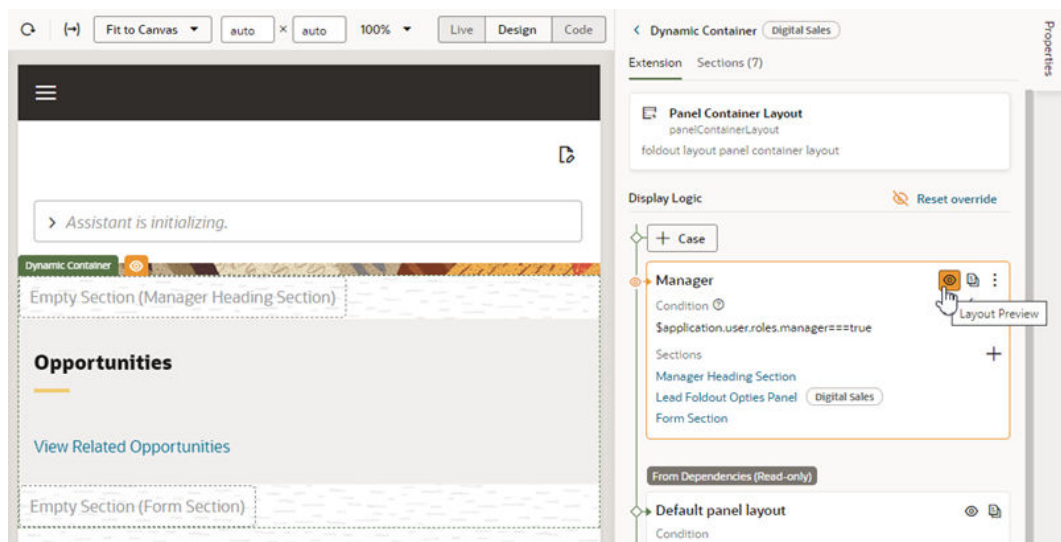 Fit to Canvas
auto × auto
100%
Live Design Code
Assistant is initializing.
Dynamic Container
Empty Section (Manager Heading Section)
Opportunities
View Related Opportunities
Empty Section (Form Section)
Dynamic Container Digital Sales
Extension Sections (7)
Panel Container Layout
panelContainerLayout
foldout layout panel container layout
Display Logic Reset override
+ Case
Manager
Layout Preview
Condition
$application.user.roles.manager===true
Sections
Manager Heading Section
Lead Foldout Opties Panel Digital Sales
Form Section
From Dependencies (Read-only)
Default panel layout
Condition
Properties